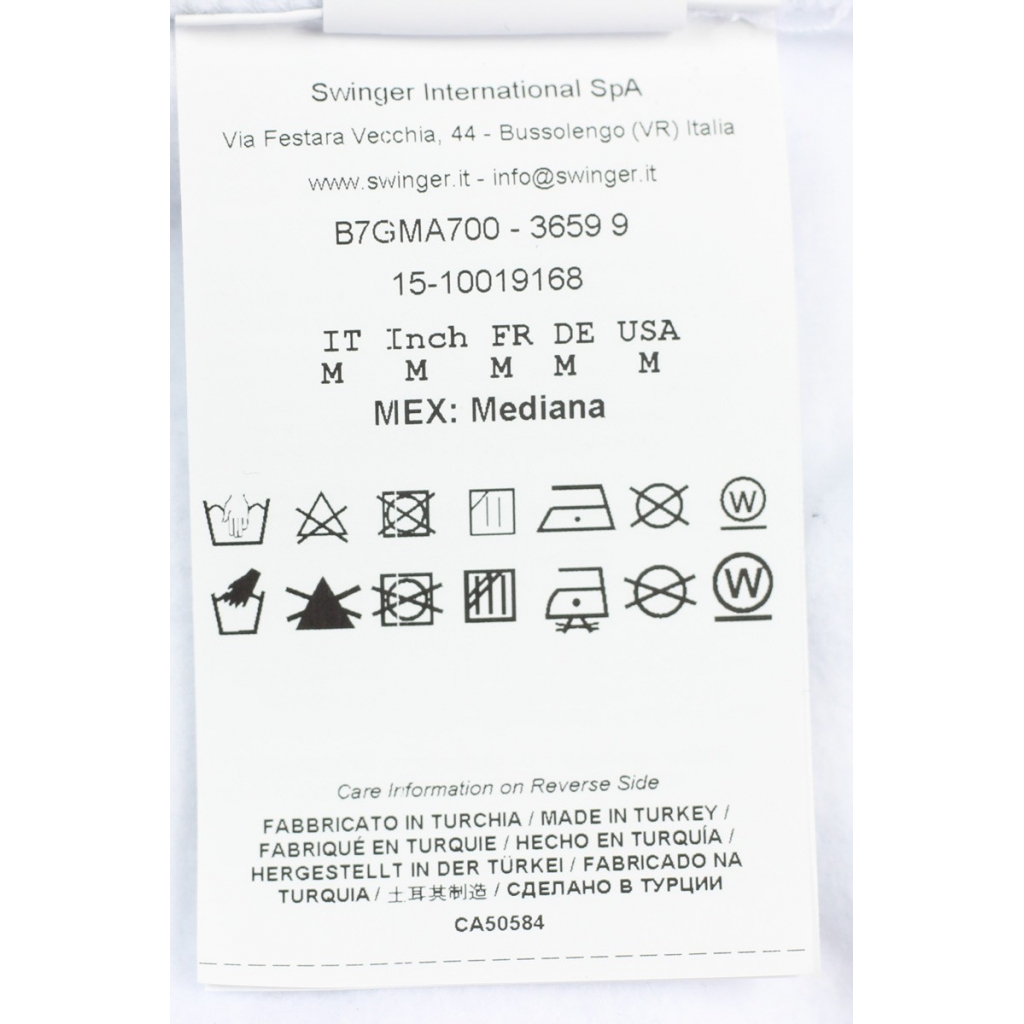 Swinger International SpA
Via Festara Vecchia, 44 - Bussolengo (VR) Italia
www.swinger.it - info@swinger.it
B7GMA700 - 3659 9
15-10019168
IT Inch FR DE USA
M M M M M
MEX: Mediana
W
W
Care Information on Reverse Side
FABBRICATO IN TURCHIA / MADE IN TURKEY /
FABRIQUÉ EN TURQUIE / HECHO EN TURQUÍA /
HERGESTELLT IN DER TÜRKEI / FABRICADO NA
TURQUIA / 土耳其制造 / СДЕЛАНО В ТУРЦИИ
CA50584